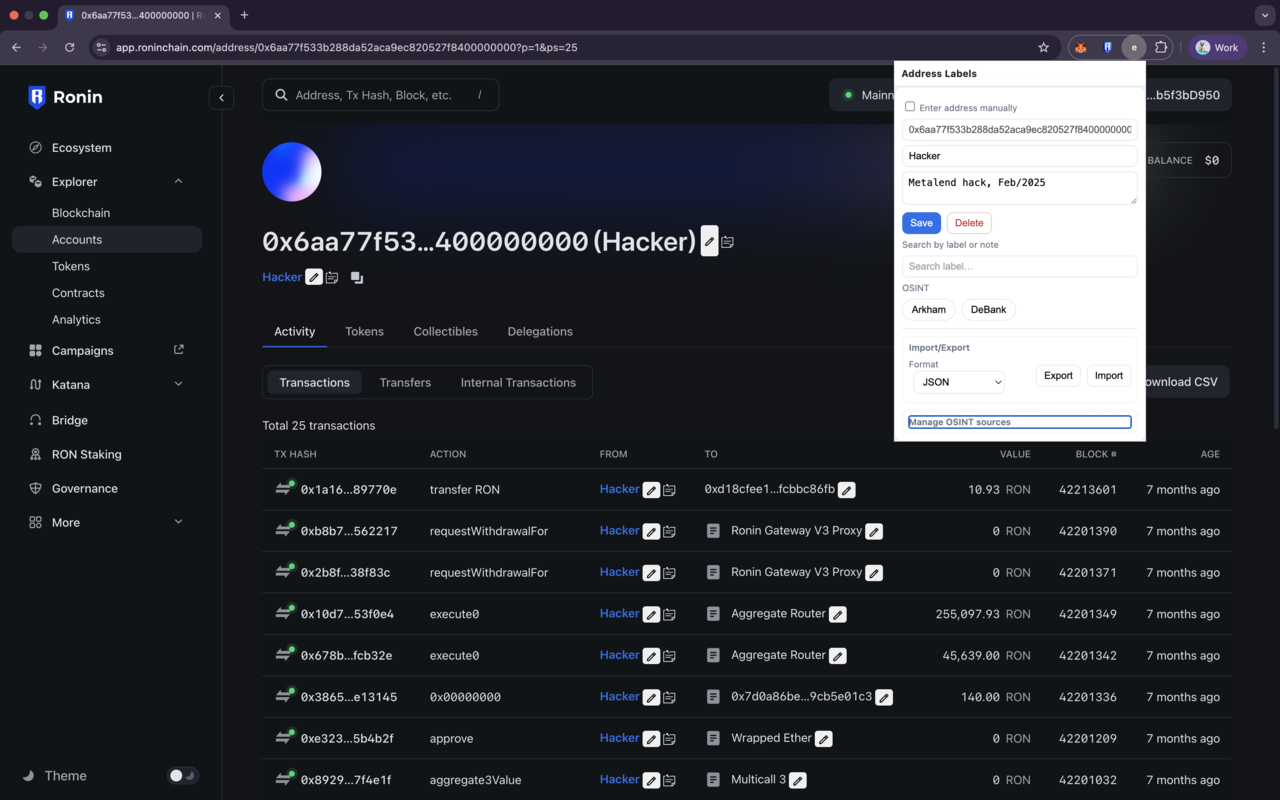 0x6aa77f53...400000000 | Ro
app.roninchain.com/address/0x6aa77f533b288da52aca9ec820527f8400000000?p=1&ps=25
e
Work
Ronin
Ecosystem
Explorer
Blockchain
Accounts
Tokens
Contracts
Analytics
Campaigns
Katana
Bridge
RON Staking
Governance
More
Theme
Address, Tx Hash, Block, etc.
/
Mainn
...b5f3bD950
BALANCE $0
0x6aa77f53...400000000 (Hacker)
Hacker
Activity
Tokens
Collectibles
Delegations
Transactions
Transfers
Internal Transactions
ownload CSV
Total 25 transactions
TX HASH ACTION FROM TO VALUE BLOCK # AGE
0x1a16...89770e transfer RON Hacker 0xd18cfee1...fcbbc86fb 10.93 RON 42213601 7 months ago
0xb8b7...562217 requestWithdrawalFor Hacker Ronin Gateway V3 Proxy 0 RON 42201390 7 months ago
0x2b8f...38f83c requestWithdrawalFor Hacker Ronin Gateway V3 Proxy 0 RON 42201371 7 months ago
0x10d7...53f0e4 execute0 Hacker Aggregate Router 255,097.93 RON 42201349 7 months ago
0x678b...fcb32e execute0 Hacker Aggregate Router 45,639.00 RON 42201342 7 months ago
0x3865...e13145 0x00000000 Hacker 0x7d0a86be...9cb5e01c3 140.00 RON 42201336 7 months ago
0xe323...5b4b2f approve Hacker Wrapped Ether 0 RON 42201209 7 months ago
0x8929...7f4e1f aggregate3Value Hacker Multicall 3 0 RON 42201032 7 months ago
Address Labels
Enter address manually
0x6aa77f533b288da52aca9ec820527f8400000000
Hacker
Metalend hack, Feb/2025
Save
Delete
Search by label or note
Search label...
OSINT
Arkham
DeBank
Import/Export
Format
JSON
Export
Import
Manage OSINT sources